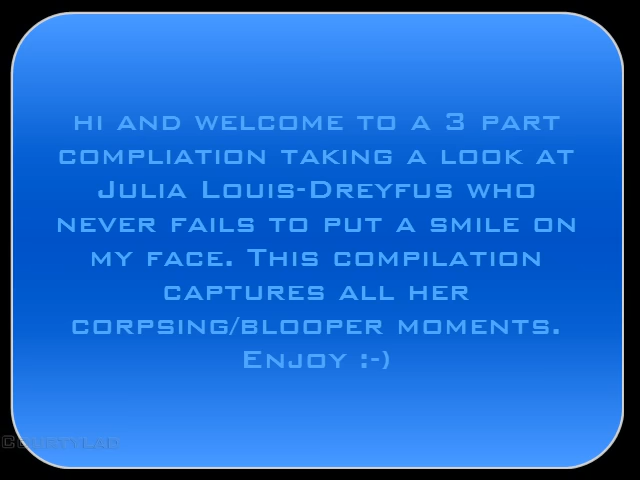 Hi and welcome to a 3 part
compliation taking a look at
Julia Louis-Dreyfus who
never fails to put a smile on
my face. This compilation
captures all her
corpsing/blooper moments.
Enjoy :-)